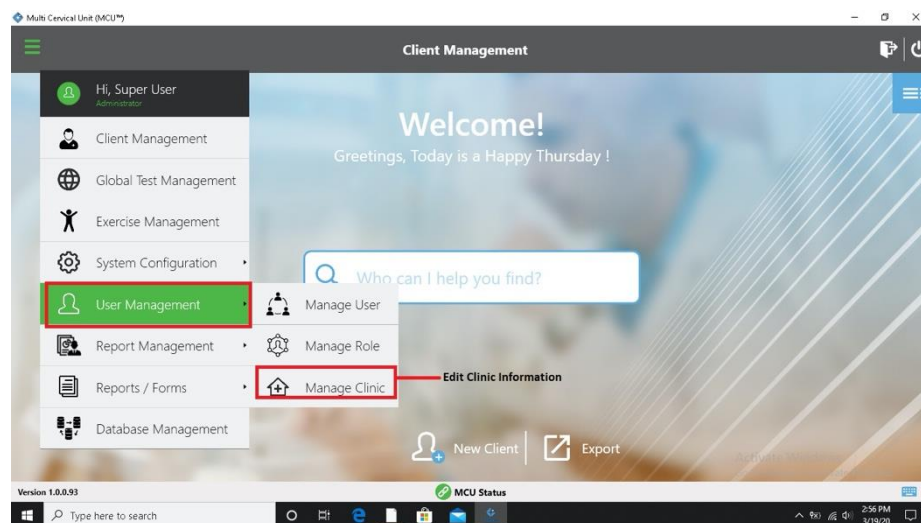 Multi Cervical Unit (MCU™)
Client Management
Hi, Super User
Administrator
Client Management
Global Test Management
Exercise Management
System Configuration
User Management
Report Management
Reports / Forms
Database Management
Manage User
Manage Role
Manage Clinic
Edit Clinic Information
Welcome!
Greetings, Today is a Happy Thursday !
Who can I help you find?
New Client
Export
Version 1.0.0.93
MCU Status
Type here to search
2:56 PM
3/19/20